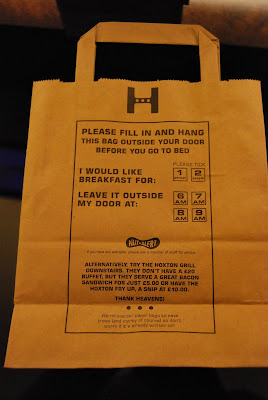 H
PLEASE FILL IN AND HANG
THIS BAG OUTSIDE YOUR DOOR
BEFORE YOU GO TO BED
PLEASE TICK
I WOULD LIKE
BREAKFAST FOR:
1
2
LEAVE IT OUTSIDE
MY DOOR AT:
6 AM
7 AM
8 AM
9 AM
NUT ALERT
ALTERNATIVELY, TRY THE HOXTON GRILL
DOWNSTAIRS. THEY DON'T HAVE A £20
BUFFET, BUT THEY SERVE A GREAT BACON
SANDWICH FOR JUST £5.00 OR HAVE THE
HOXTON FRY UP, A SNIP AT £10.00.
THANK HEAVENS!